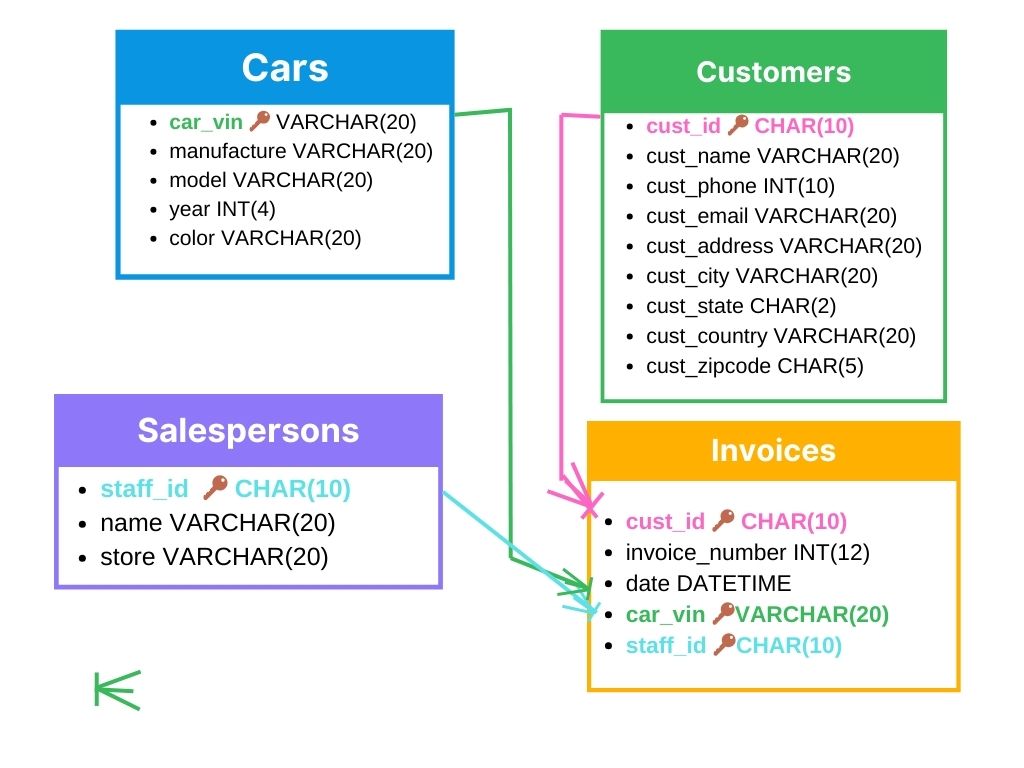 Cars
car_vin 🔑 VARCHAR(20)
manufacture VARCHAR(20)
model VARCHAR(20)
year INT(4)
color VARCHAR(20)
Customers
cust_id 🔑 CHAR(10)
cust_name VARCHAR(20)
cust_phone INT(10)
cust_email VARCHAR(20)
cust_address VARCHAR(20)
cust_city VARCHAR(20)
cust_state CHAR(2)
cust_country VARCHAR(20)
cust_zipcode CHAR(5)
Salespersons
staff_id 🔑 CHAR(10)
name VARCHAR(20)
store VARCHAR(20)
Invoices
cust_id 🔑 CHAR(10)
invoice_number INT(12)
date DATETIME
car_vin 🔑VARCHAR(20)
staff_id 🔑CHAR(10)